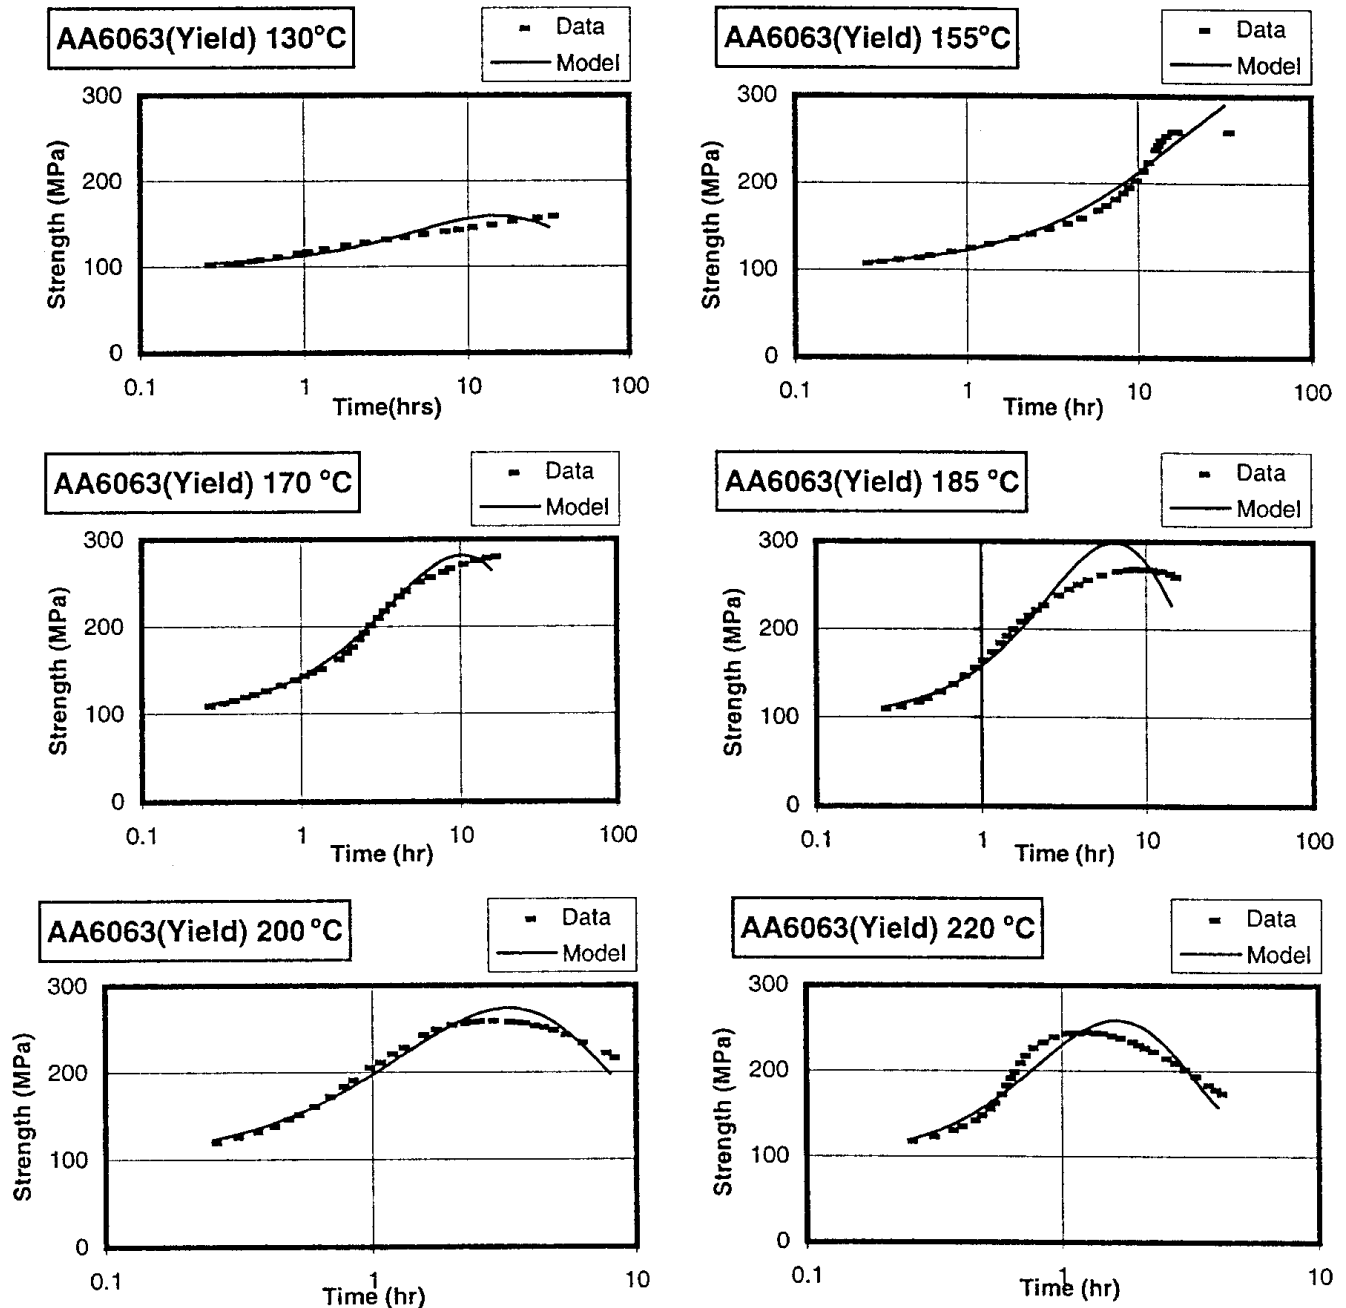 AA6063(Yield) 130°C
Data
Model
300
200
100
0
Strength (MPa)
0.1
1
10
100
Time(hrs)
AA6063(Yield) 155°C
Data
Model
300
200
100
0
Strength (MPa)
0.1
1
10
100
Time (hr)
AA6063(Yield) 170 °C
Data
Model
300
200
100
0
Strength (MPa)
0.1
1
10
100
Time (hr)
AA6063(Yield) 185 °C
Data
Model
300
200
100
0
Strength (MPa)
0.1
1
10
100
Time (hr)
AA6063(Yield) 200 °C
Data
Model
300
200
100
0
Strength (MPa)
0.1
1
10
Time (hr)
AA6063(Yield) 220 °C
Data
Model
300
200
100
0
Strength (MPa)
0.1
1
10
Time (hr)